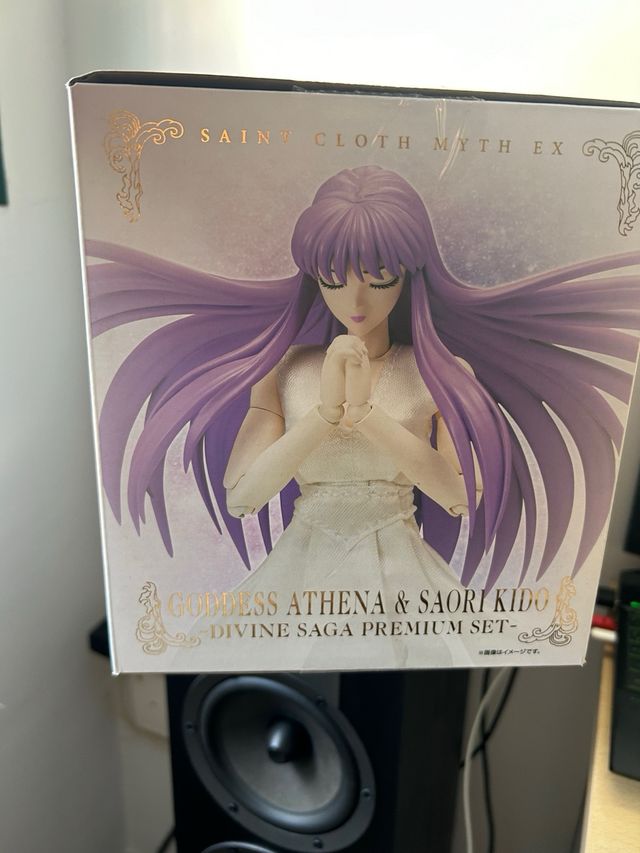 SAINT CLOTH MYTH EX
GODDESS ATHENA & SAORI KIDO
~DIVINE SAGA PREMIUM SET~
※画像はイメージです。